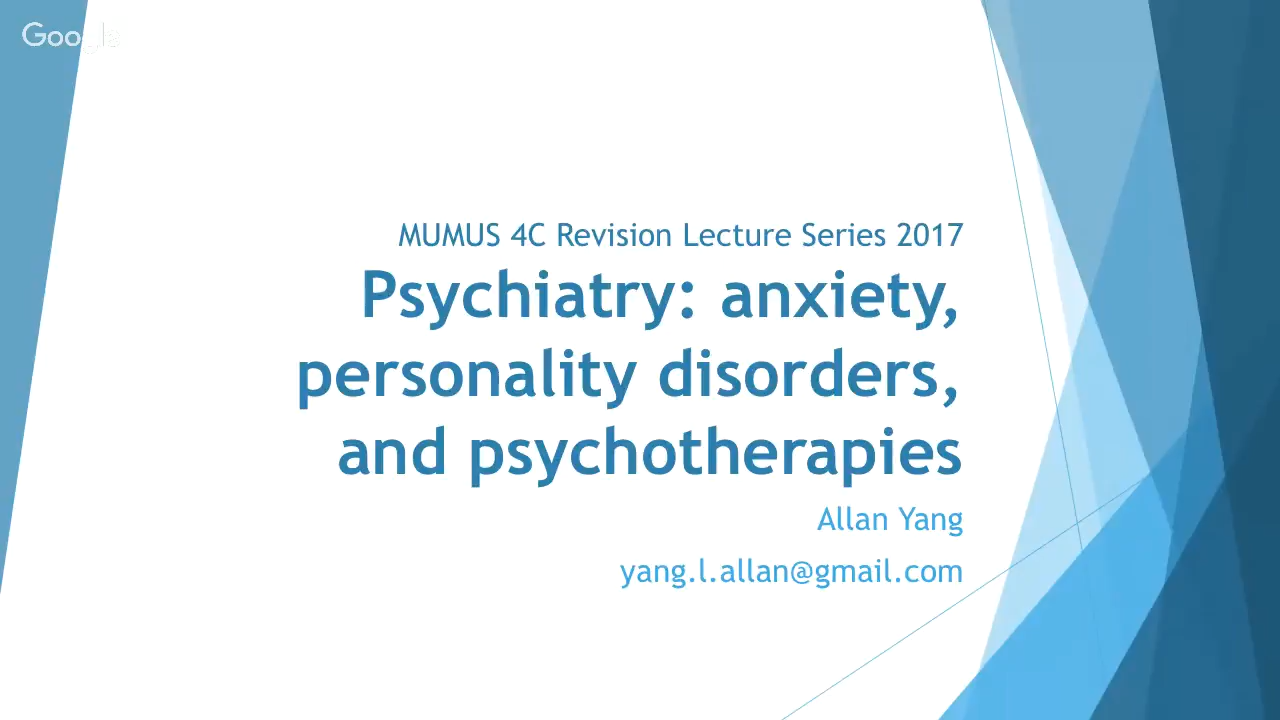 Google
MUMUS 4C Revision Lecture Series 2017
Psychiatry: anxiety,
personality disorders,
and psychotherapies
Allan Yang
yang.l.allan@gmail.com